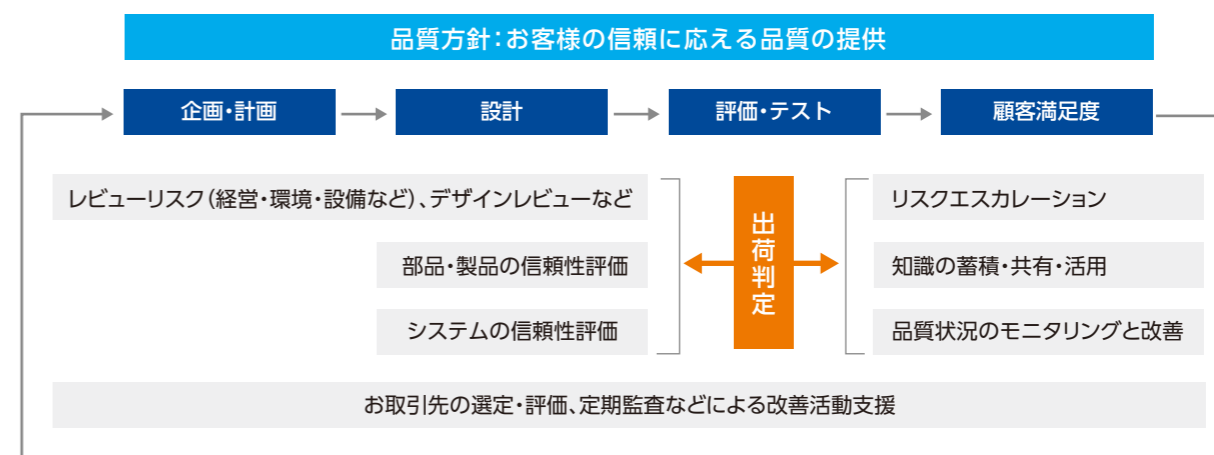 品質方針：お客様の信頼に応える品質の提供
企画・計画
設計
評価・テスト
顧客満足度
レビューリスク（経営・環境・設備など）、デザインレビューなど
部品・製品の信頼性評価
システムの信頼性評価
出荷判定
リスクエスカレーション
知識の蓄積・共有・活用
品質状況のモニタリングと改善
お取引先の選定・評価、定期監査などによる改善活動支援